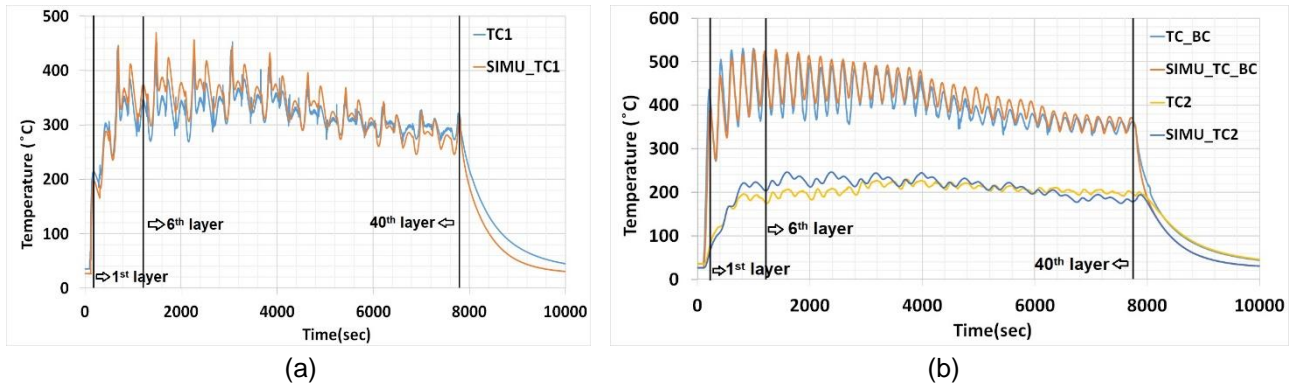 500
400
300
200
100
0
Temperature (°C)
TC1
SIMU_TC1
6th layer
40th layer
1st layer
0 2000 4000 6000 8000 10000
Time(sec)
(a)
600
500
400
300
200
100
0
Temperature (°C)
TC_BC
SIMU_TC_BC
TC2
SIMU_TC2
6th layer
1st layer
40th layer
0 2000 4000 6000 8000 10000
Time(sec)
(b)